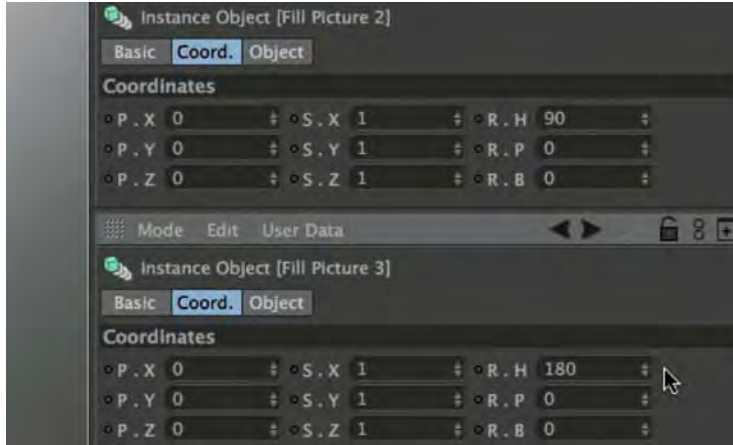 Instance Object [Fill Picture 2]
Basic Coord. Object
Coordinates
P . X 0 S . X 1 R . H 90
P . Y 0 S . Y 1 R . P 0
P . Z 0 S . Z 1 R . B 0
Mode Edit User Data
Instance Object [Fill Picture 3]
Basic Coord. Object
Coordinates
P . X 0 S . X 1 R . H 180
P . Y 0 S . Y 1 R . P 0
P . Z 0 S . Z 1 R . B 0